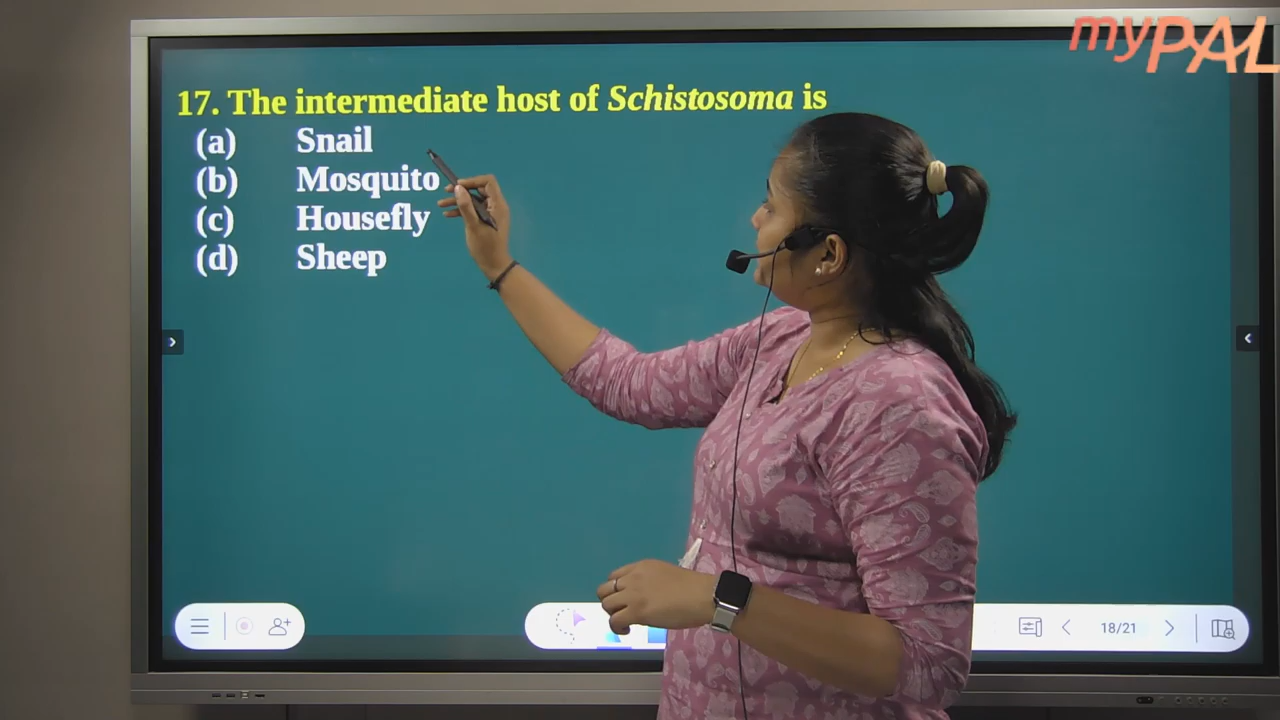 myPAL
17. The intermediate host of Schistosoma is
(a) Snail
(b) Mosquito
(c) Housefly
(d) Sheep
18/21